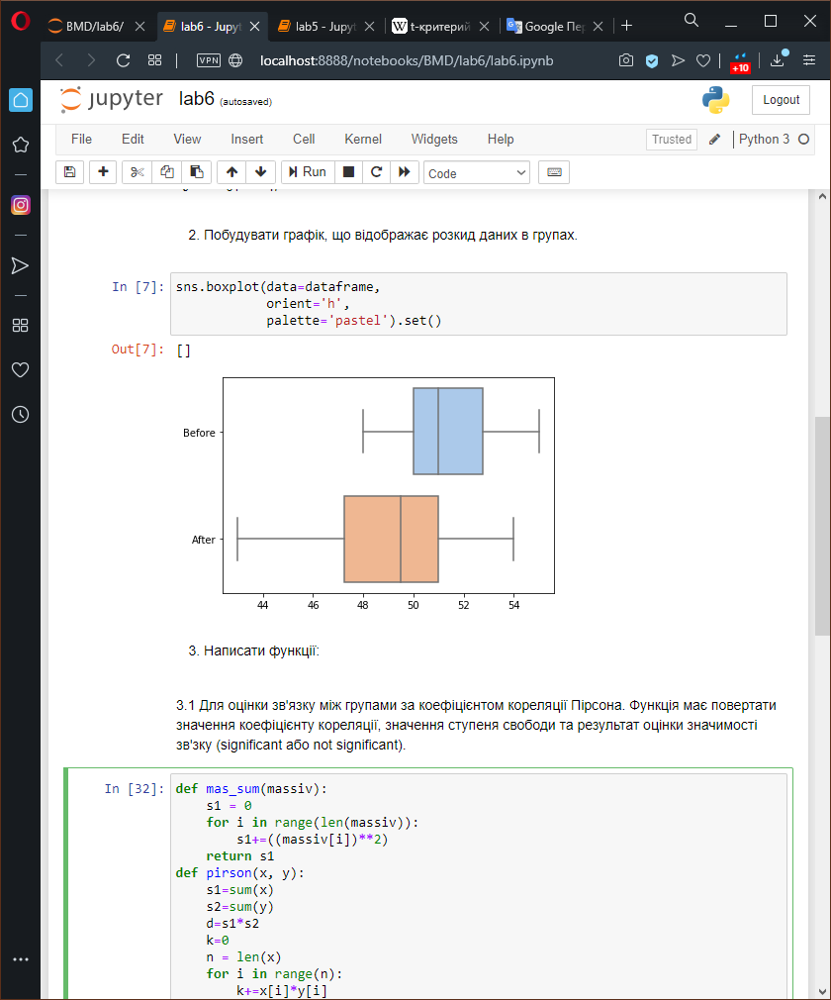 BMD/lab6/
lab6 - Jupyt
lab5 - Jupyt
W t-критерий
Google Пер
VPN
localhost:8888/notebooks/BMD/lab6/lab6.ipynb
+10
jupyter lab6 (autosaved)
Logout
File Edit View Insert Cell Kernel Widgets Help
Trusted
Python 3
Run
Code
2. Побудувати графік, що відображає розкид даних в групах.
In [7]: sns.boxplot(data=dataframe,
orient='h',
palette='pastel').set()
Out[7]: []
Before
After
44 46 48 50 52 54
3. Написати функції:
3.1 Для оцінки зв'язку між групами за коефіцієнтом кореляції Пірсона. Функція має повертати
значення коефіцієнту кореляції, значення ступеня свободи та результат оцінки значимості
зв'зку (significant або not significant).
In [32]: def mas_sum(massiv):
s1 = 0
for i in range(len(massiv)):
s1+=((massiv[i])**2)
return s1
def pirson(x, y):
s1=sum(x)
s2=sum(y)
d=s1*s2
k=0
n = len(x)
for i in range(n):
k+=x[i]*y[i]